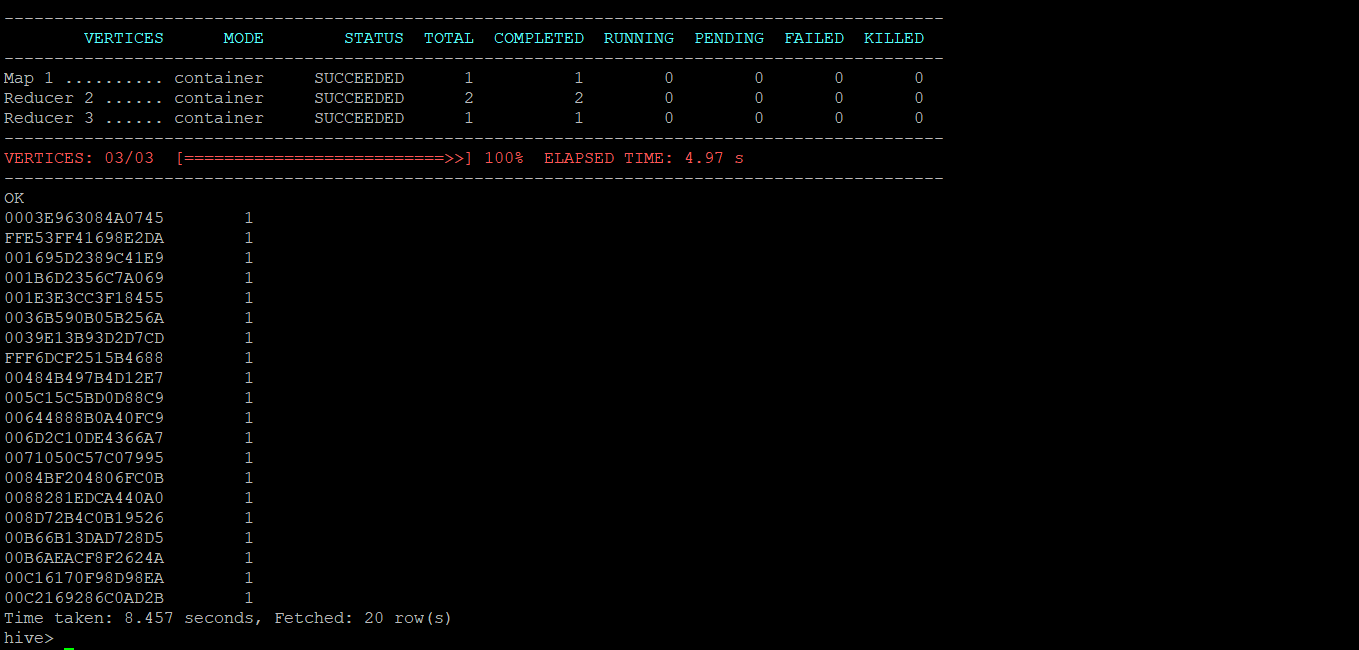 ----------------------------------------------------------------------------------------------
        VERTICES      MODE        STATUS  TOTAL  COMPLETED  RUNNING  PENDING  FAILED  KILLED
----------------------------------------------------------------------------------------------
Map 1 .......... container     SUCCEEDED      1          1        0        0       0       0
Reducer 2 ...... container     SUCCEEDED      2          2        0        0       0       0
Reducer 3 ...... container     SUCCEEDED      1          1        0        0       0       0
----------------------------------------------------------------------------------------------
VERTICES: 03/03  [==========================>>] 100%  ELAPSED TIME: 4.97 s
----------------------------------------------------------------------------------------------
OK
0003E963084A0745        1
FFE53FF41698E2DA        1
001695D2389C41E9        1
001B6D2356C7A069        1
001E3E3CC3F18455        1
0036B590B05B256A        1
0039E13B93D2D7CD        1
FFF6DCF2515B4688        1
00484B497B4D12E7        1
005C15C5BD0D88C9        1
00644888B0A40FC9        1
006D2C10DE4366A7        1
0071050C57C07995        1
0084BF204806FC0B        1
0088281EDCA440A0        1
008D72B4C0B19526        1
00B66B13DAD728D5        1
00B6AEACF8F2624A        1
00C16170F98D98EA        1
00C2169286C0AD2B        1
Time taken: 8.457 seconds, Fetched: 20 row(s)
hive>